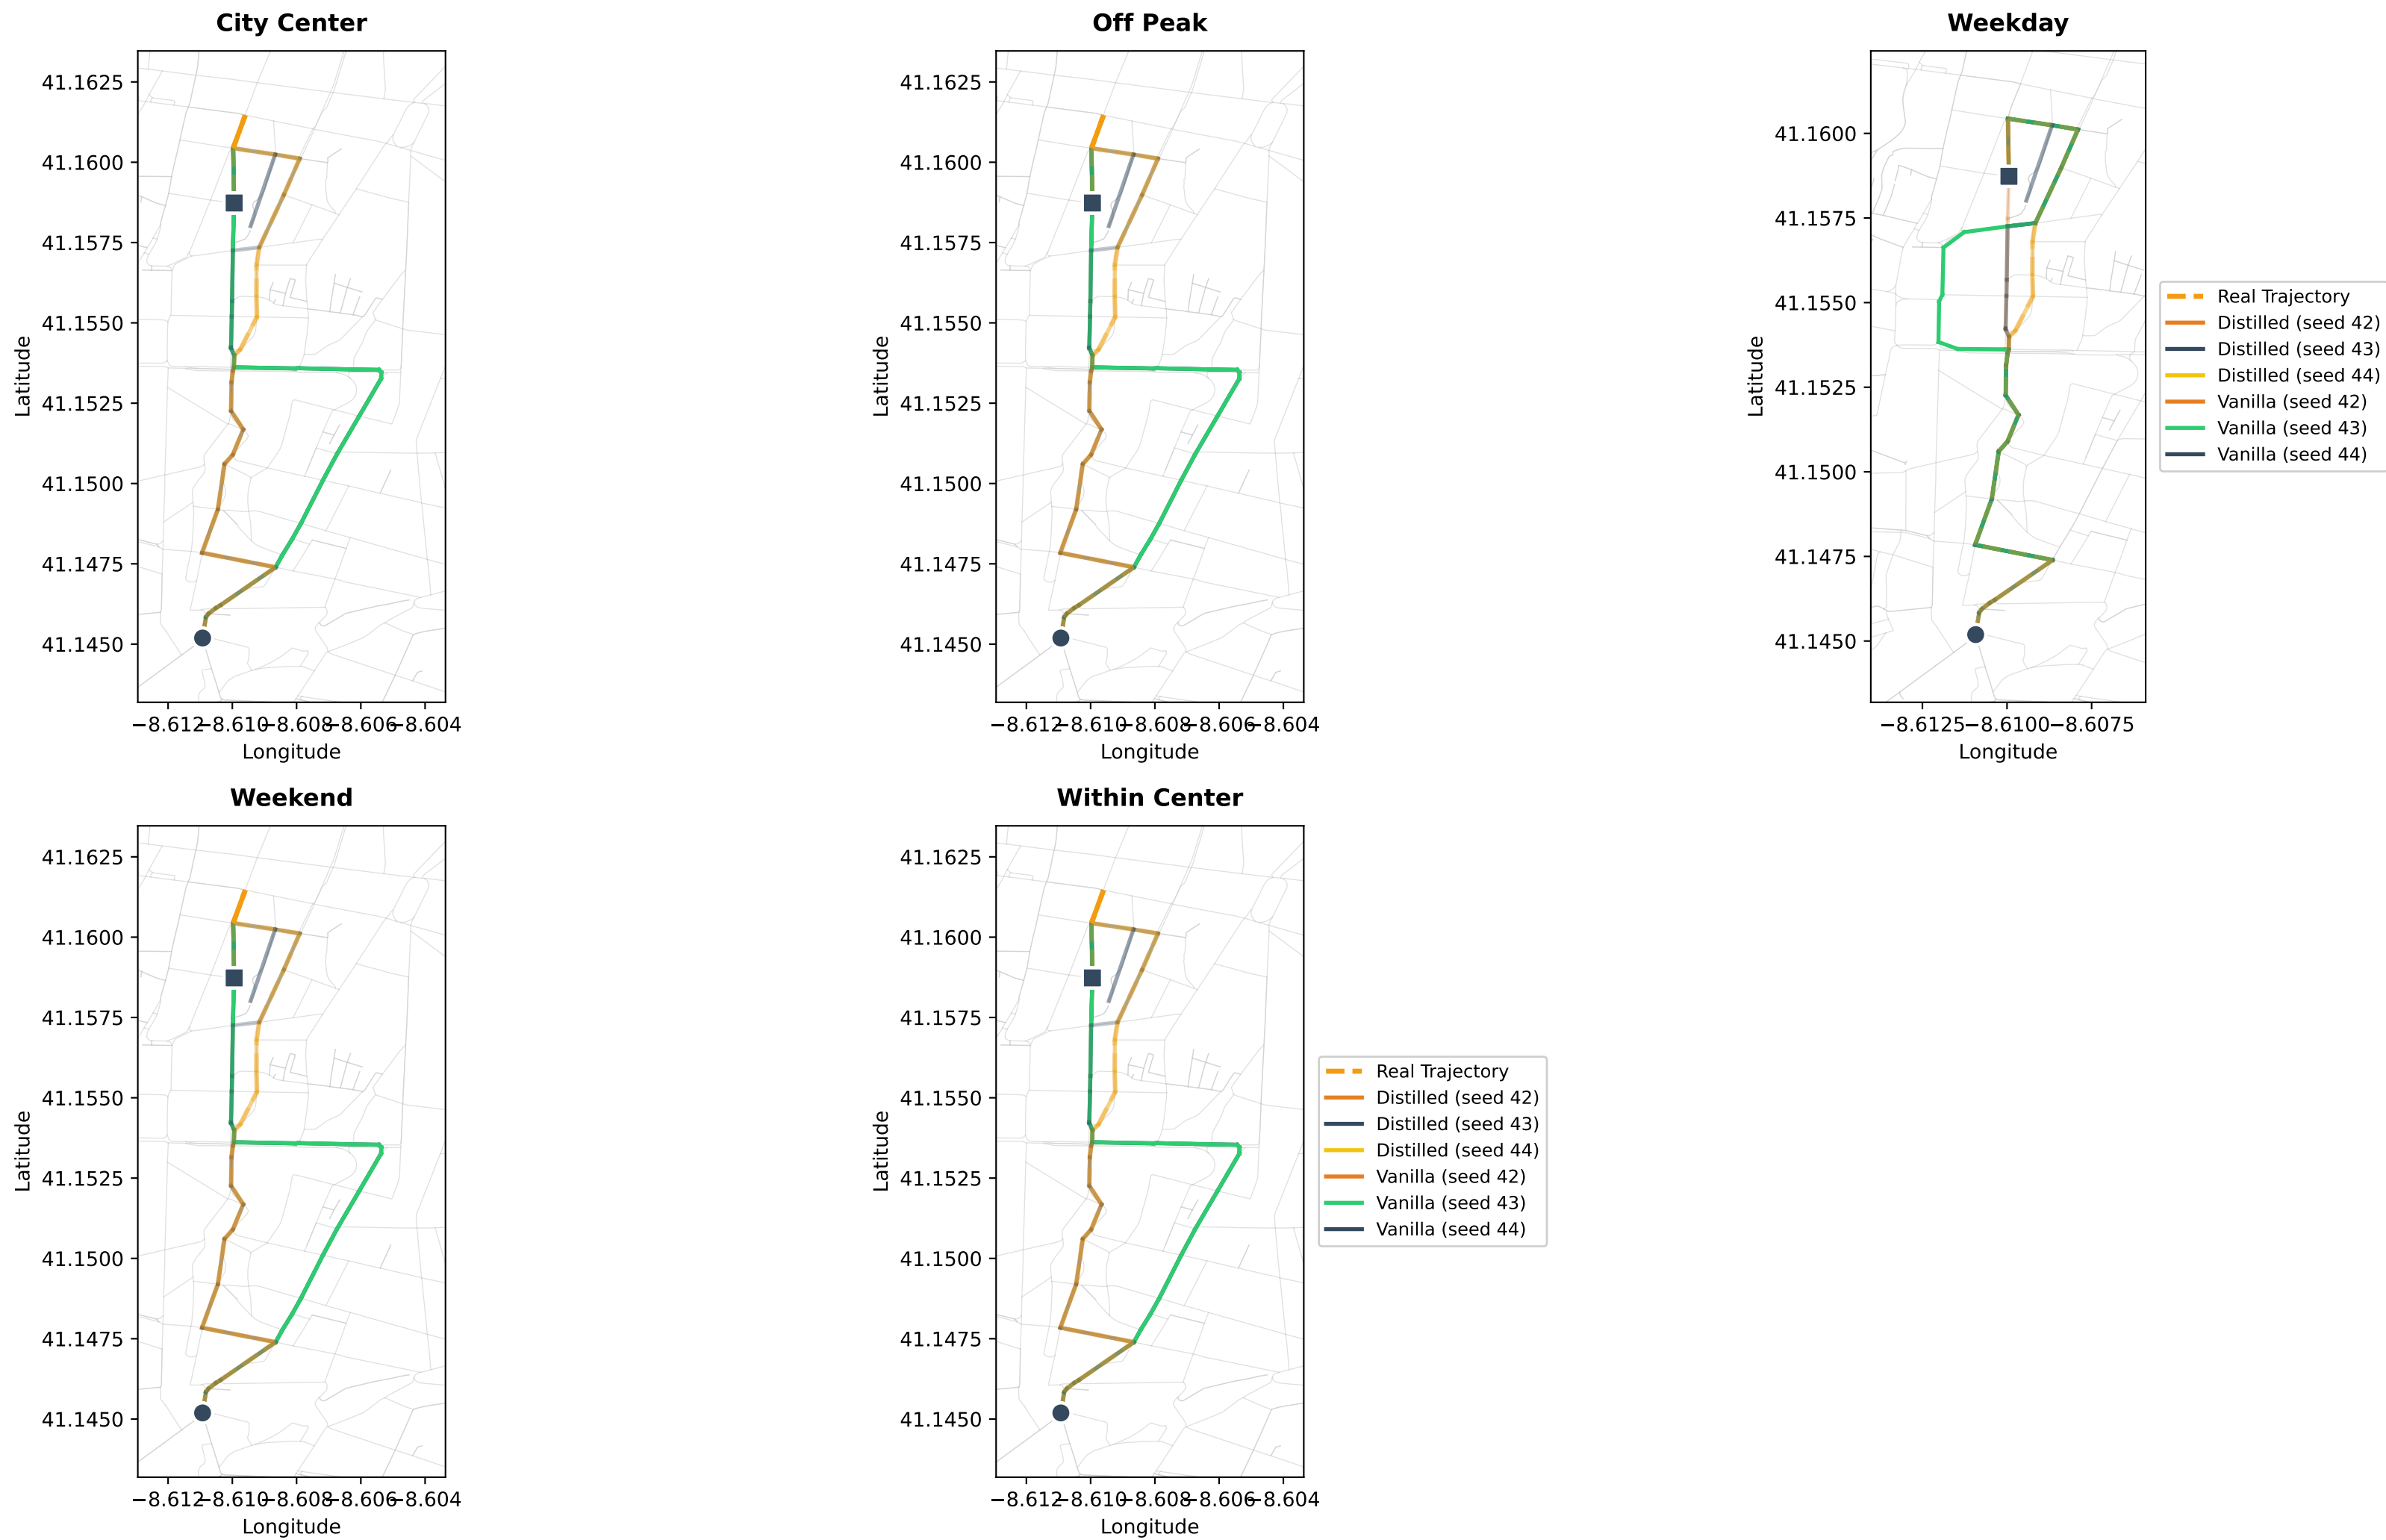 City Center
Off Peak
Weekday
41.1625
41.1600
41.1575
41.1550
41.1525
41.1500
41.1475
41.1450
Latitude
−8.612
−8.610
−8.608
−8.606
−8.604
Longitude
41.1625
41.1600
41.1575
41.1550
41.1525
41.1500
41.1475
41.1450
Latitude
−8.612
−8.610
−8.608
−8.606
−8.604
Longitude
41.1600
41.1575
41.1550
41.1525
41.1500
41.1475
41.1450
Latitude
−8.6125
−8.6100
−8.6075
Longitude
Real Trajectory
Distilled (seed 42)
Distilled (seed 43)
Distilled (seed 44)
Vanilla (seed 42)
Vanilla (seed 43)
Vanilla (seed 44)
Weekend
Within Center
41.1625
41.1600
41.1575
41.1550
41.1525
41.1500
41.1475
41.1450
Latitude
−8.612
−8.610
−8.608
−8.606
−8.604
Longitude
41.1625
41.1600
41.1575
41.1550
41.1525
41.1500
41.1475
41.1450
Latitude
−8.612
−8.610
−8.608
−8.606
−8.604
Longitude
Real Trajectory
Distilled (seed 42)
Distilled (seed 43)
Distilled (seed 44)
Vanilla (seed 42)
Vanilla (seed 43)
Vanilla (seed 44)